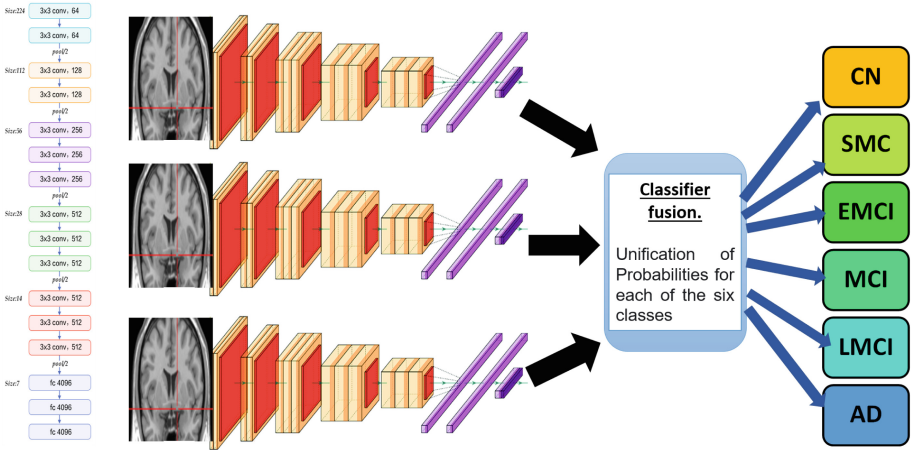 Size:224
3x3 conv, 64
3x3 conv, 64
pool/2
Size:112
3x3 conv, 128
3x3 conv, 128
pool/2
Size:56
3x3 conv, 256
3x3 conv, 256
3x3 conv, 256
pool/2
Size:28
3x3 conv, 512
3x3 conv, 512
3x3 conv, 512
pool/2
Size:14
3x3 conv, 512
3x3 conv, 512
3x3 conv, 512
pool/2
Size:7
fc 4096
fc 4096
fc 4096
Classifier
fusion.
Unification of
Probabilities for
each of the six
classes
CN
SMC
EMCI
MCI
LMCI
AD